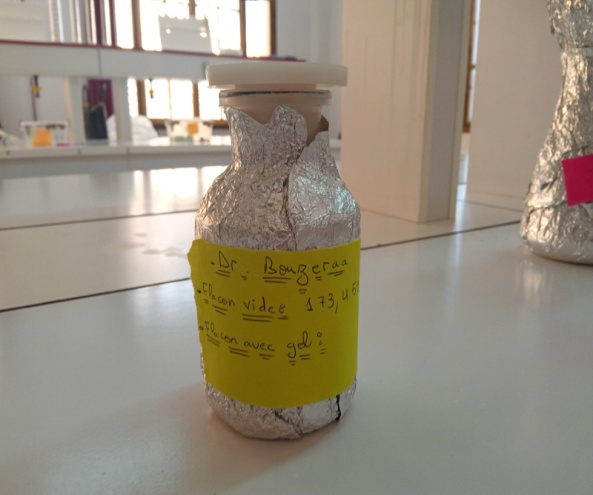 - Dr. Bouzeraa
- Flacon vide: 173,45
- Flacon avec gel: